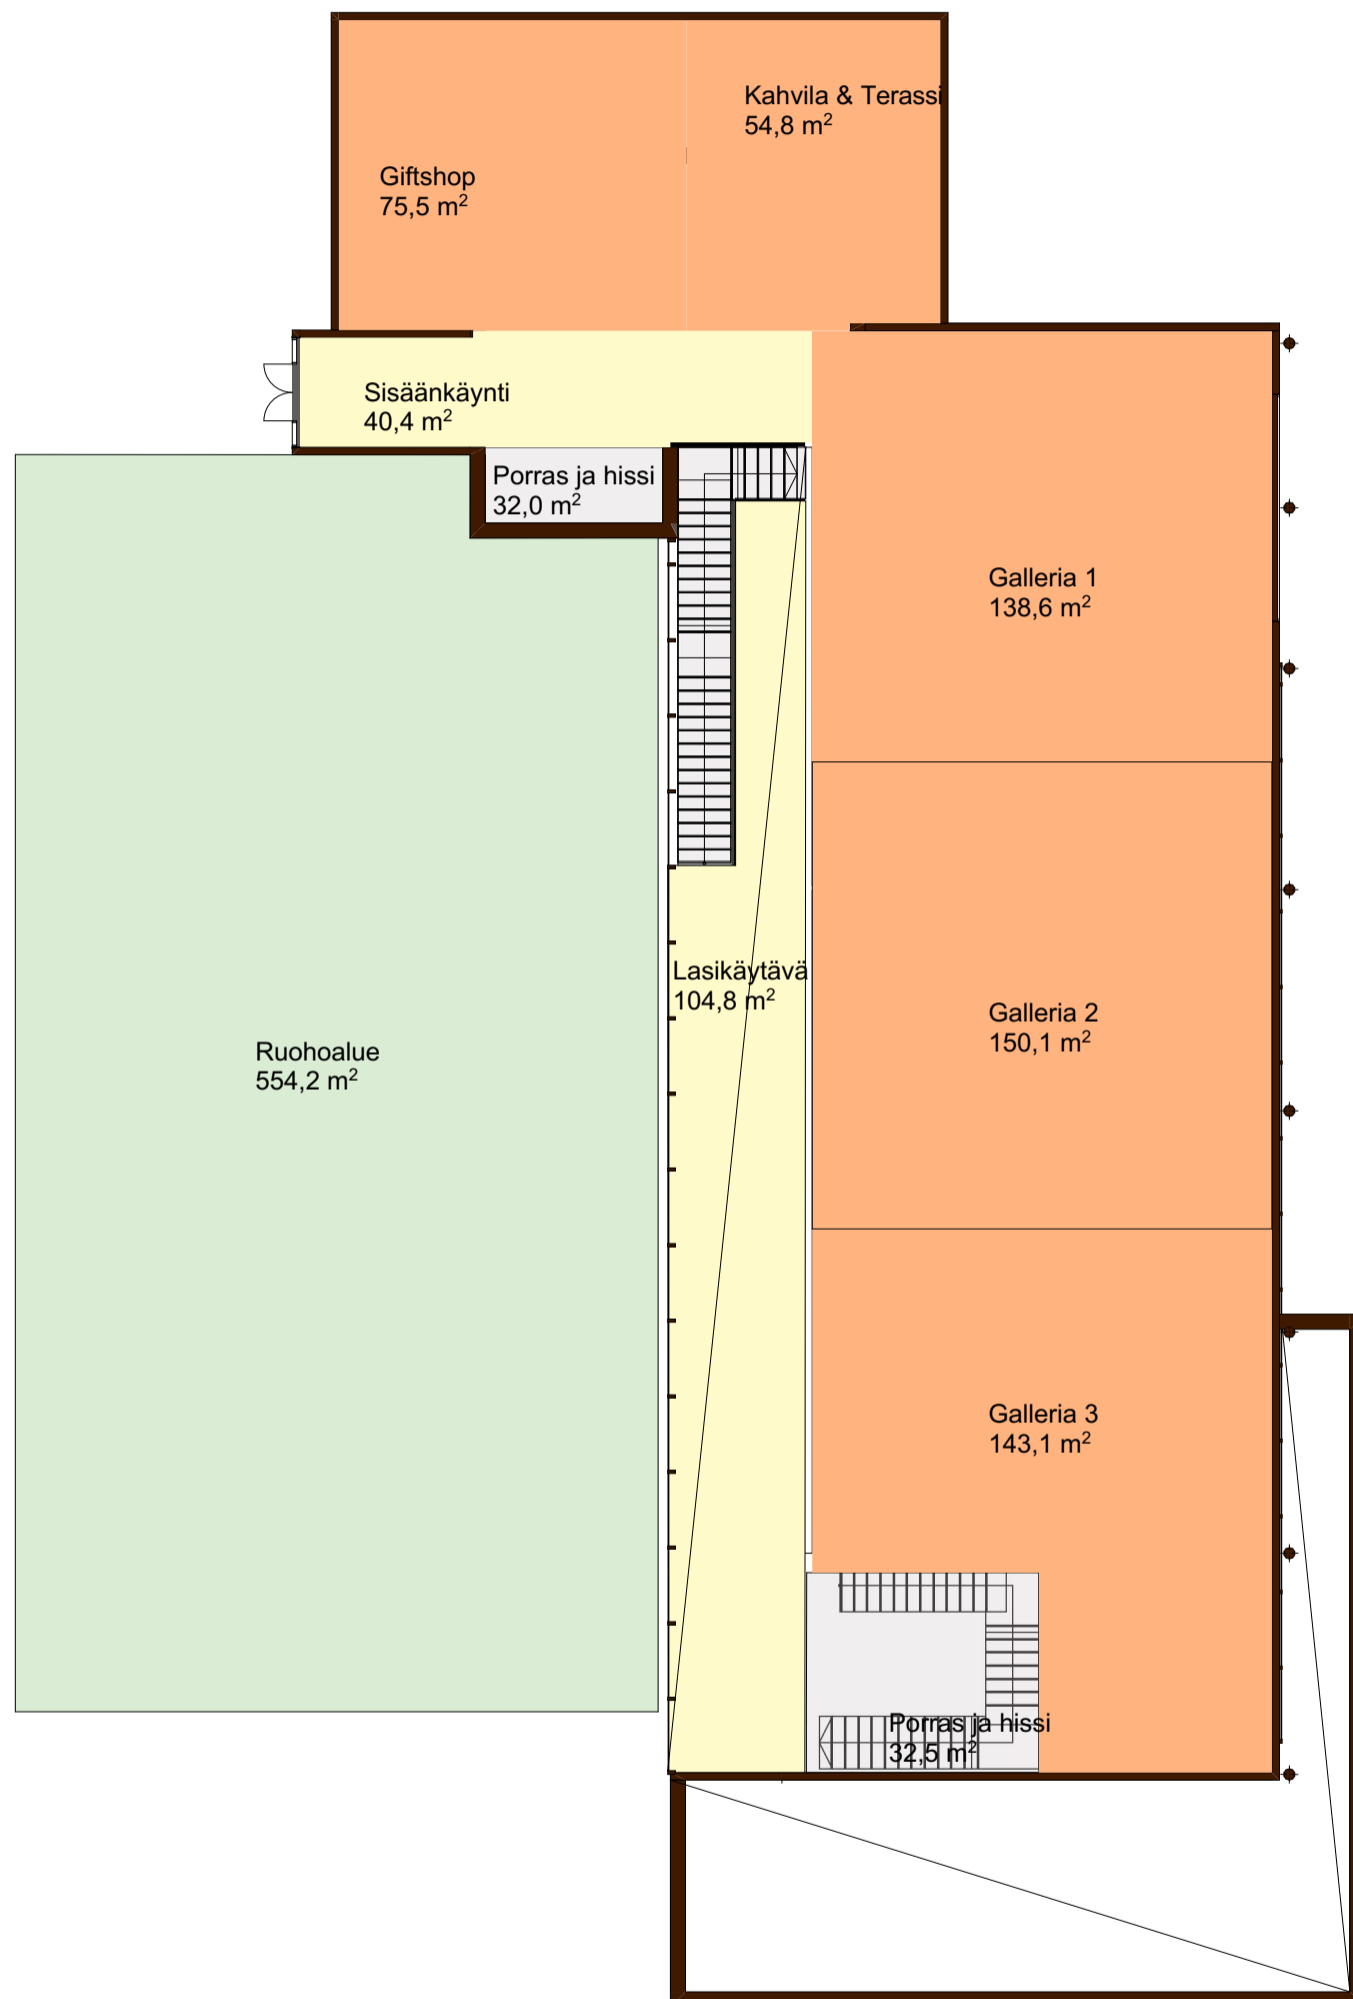 Kahvila & Terassi
54,8 m²
Giftshop
75,5 m²
Sisäänkäynti
40,4 m²
Porras ja hissi
32,0 m²
Galleria 1
138,6 m²
Lasikäytävä
104,8 m²
Galleria 2
150,1 m²
Ruohoalue
554,2 m²
Galleria 3
143,1 m²
Porras ja hissi
32,5 m²